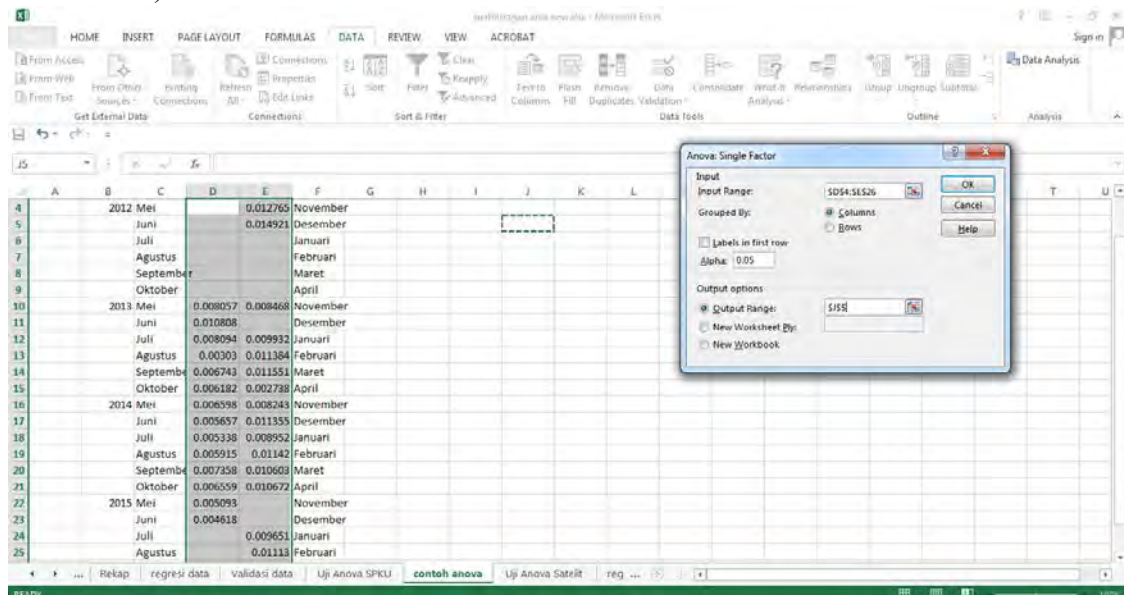 HOME INSERT PAGE LAYOUT FORMULAS DATA REVIEW VIEW ACROBAT Sign in
From Access
From Web
From Text
From Other Sources
Existing Connections
Refresh All
Connections
Properties
Edit Links
Sort
Filter
Clear
Reapply
Advanced
Text to Columns
Flash Fill
Remove Duplicates
Data Validation
Consolidate
What-If Analysis
Relationships
Group
Ungroup
Subtotal
Data Analysis
Get External Data Connections Sort & Filter Data Tools Outline Analysis
J5
A B C D E F G H I J K L T U
4 2012 Mei 0.012765 November
5 Juni 0.014921 Desember
6 Juli Januari
7 Agustus Februari
8 September Maret
9 Oktober April
10 2013 Mei 0.008057 0.008468 November
11 Juni 0.010808 Desember
12 Juli 0.008094 0.009932 Januari
13 Agustus 0.00303 0.011384 Februari
14 Septembe 0.006743 0.011551 Maret
15 Oktober 0.006182 0.002738 April
16 2014 Mei 0.006598 0.008243 November
17 Juni 0.005657 0.011355 Desember
18 Juli 0.005338 0.008952 Januari
19 Agustus 0.005915 0.01142 Februari
20 Septembe 0.007358 0.010603 Maret
21 Oktober 0.006559 0.010672 April
22 2015 Mei 0.005093 November
23 Juni 0.004618 Desember
24 Juli 0.009651 Januari
25 Agustus 0.01113 Februari
Anova: Single Factor
Input
Input Range: $D$4:$E$26
Grouped By: Columns
Rows
Labels in first row
Alpha: 0.05
Output options
Output Range: $J$5
New Worksheet Ply:
New Workbook
OK
Cancel
Help
... Rekap regresi data validasi data Uji Anova SPKU contoh anova Uji Anova Satelit reg ...
READY